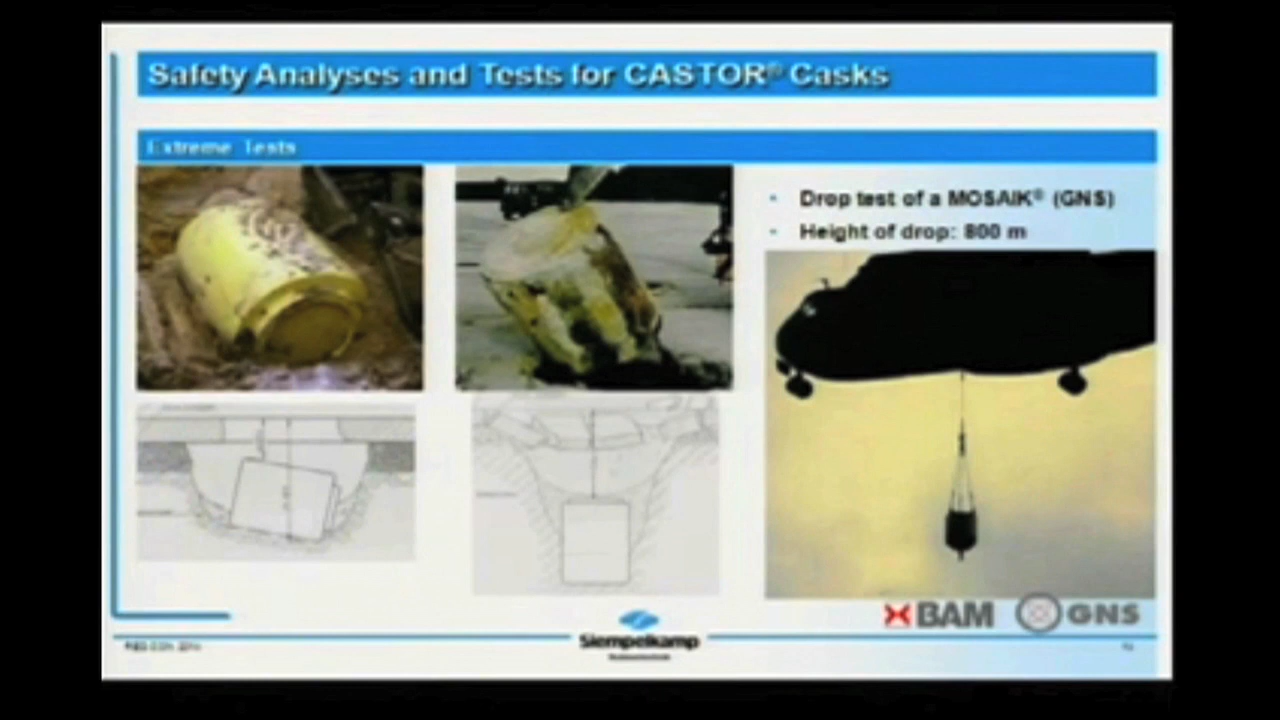 Safety Analyses and Tests for CASTOR® Casks
Extreme Tests
• Drop test of a MOSAIK® (GNS)
• Height of drop: 800 m
BAM
GNS
Siempelkamp